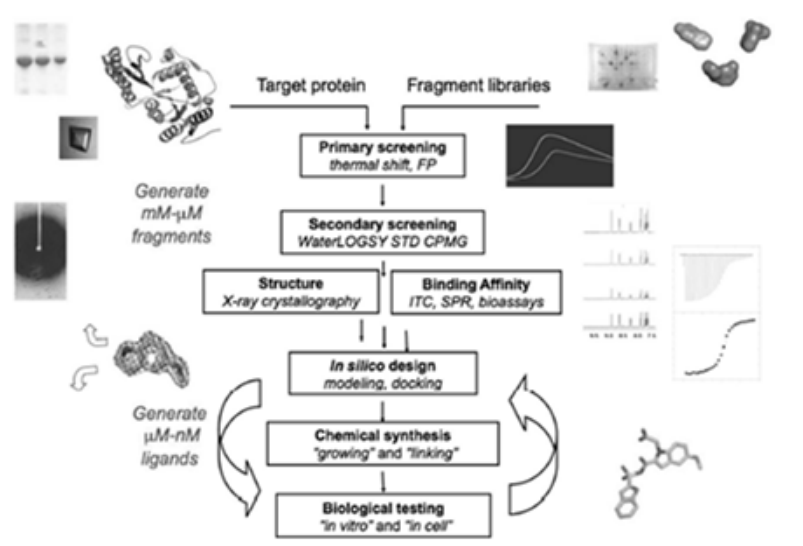 Target protein
Fragment libraries
Primary screening
thermal shift, FP
Generate
mM-μM
fragments
Secondary screening
WaterLOGSY STD CPMG
Structure
X-ray crystallography
Binding Affinity
ITC, SPR, bioassays
In silico design
modeling, docking
Generate
μM-nM
ligands
Chemical synthesis
"growing" and "linking"
Biological testing
"in vitro" and "in cell"